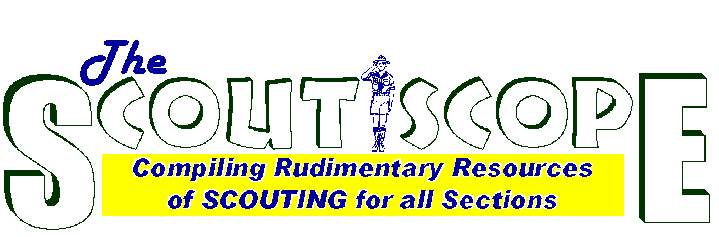 The
SCOUTSCOPE
Compiling Rudimentary Resources
of SCOUTING for all Sections